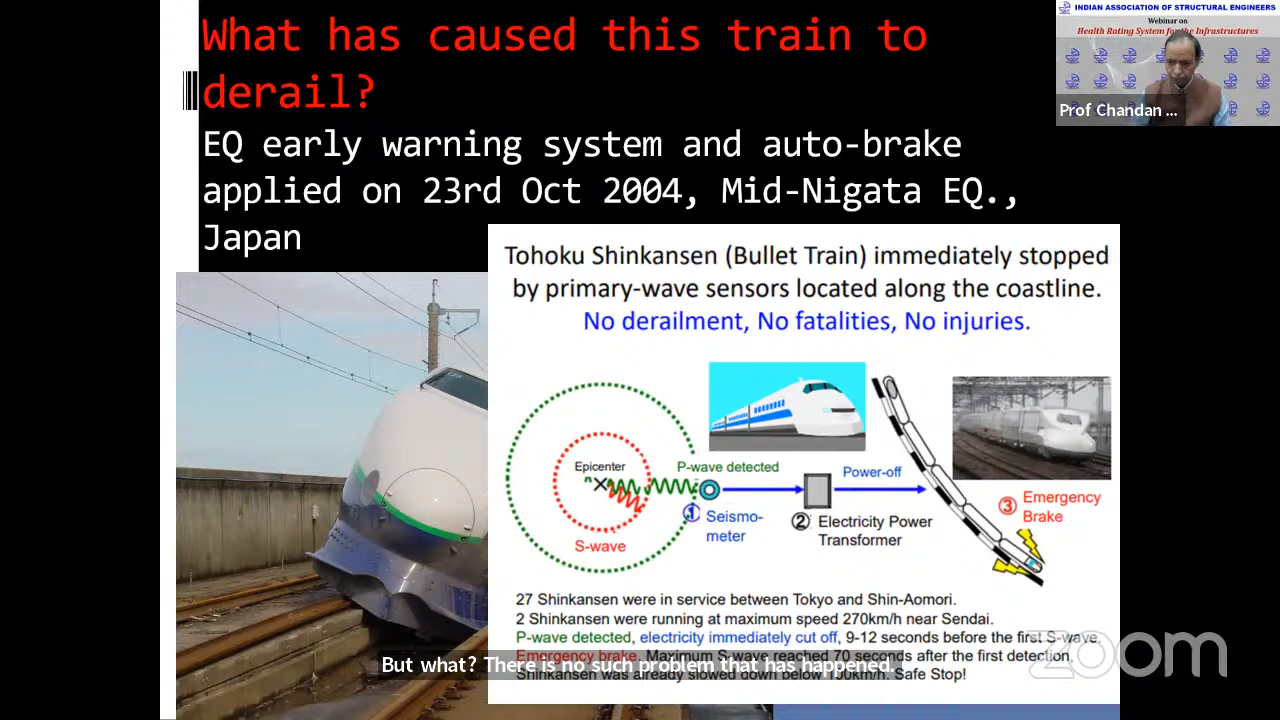 What has caused this train to
derail?
EQ early warning system and auto-brake
applied on 23rd Oct 2004, Mid-Nigata EQ.,
Japan
INDIAN ASSOCIATION OF STRUCTURAL ENGINEERS
Webinar on
Health Rating System for the Infrastructures
Prof Chandan ...
Tohoku Shinkansen (Bullet Train) immediately stopped
by primary-wave sensors located along the coastline.
No derailment, No fatalities, No injuries.
Epicenter
S-wave
P-wave detected
① Seismo-
meter
② Electricity Power
Transformer
Power-off
③ Emergency
Brake
27 Shinkansen were in service between Tokyo and Shin-Aomori.
2 Shinkansen were running at maximum speed 270km/h near Sendai.
P-wave detected, electricity immediately cut off, 9-12 seconds before the first S-wave,
Emergency brake. Maximum S-wave reached 70 seconds after the first detection,
Shinkansen was already slowed down below 100km/h. Safe Stop!
But what? There is no such problem that has happened.
zoom